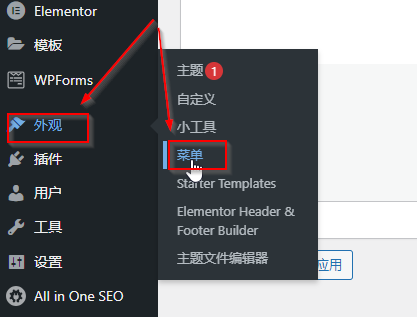 Elementor
模板
WPForms
外观
插件
用户
工具
设置
All in One SEO
主题 1
自定义
小工具
菜单
Starter Templates
Elementor Header &
Footer Builder
主题文件编辑器
应用